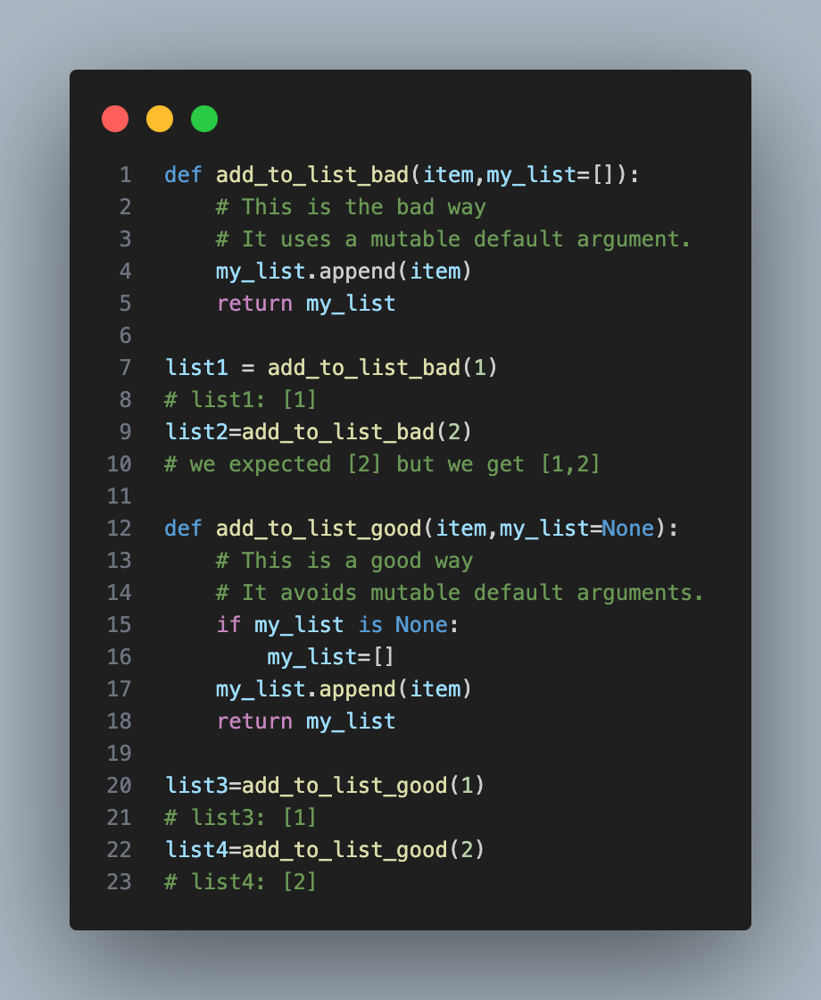 1 def add_to_list_bad(item,my_list=[]):
2     # This is the bad way
3     # It uses a mutable default argument.
4     my_list.append(item)
5     return my_list
6
7 list1 = add_to_list_bad(1)
8 # list1: [1]
9 list2=add_to_list_bad(2)
10 # we expected [2] but we get [1,2]
11
12 def add_to_list_good(item,my_list=None):
13     # This is a good way
14     # It avoids mutable default arguments.
15     if my_list is None:
16         my_list=[]
17     my_list.append(item)
18     return my_list
19
20 list3=add_to_list_good(1)
21 # list3: [1]
22 list4=add_to_list_good(2)
23 # list4: [2]